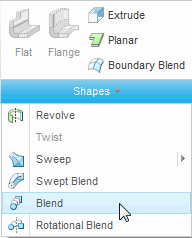 Flat
Flange
Extrude
Planar
Boundary Blend
Shapes
Revolve
Twist
Sweep
Swept Blend
Blend
Rotational Blend